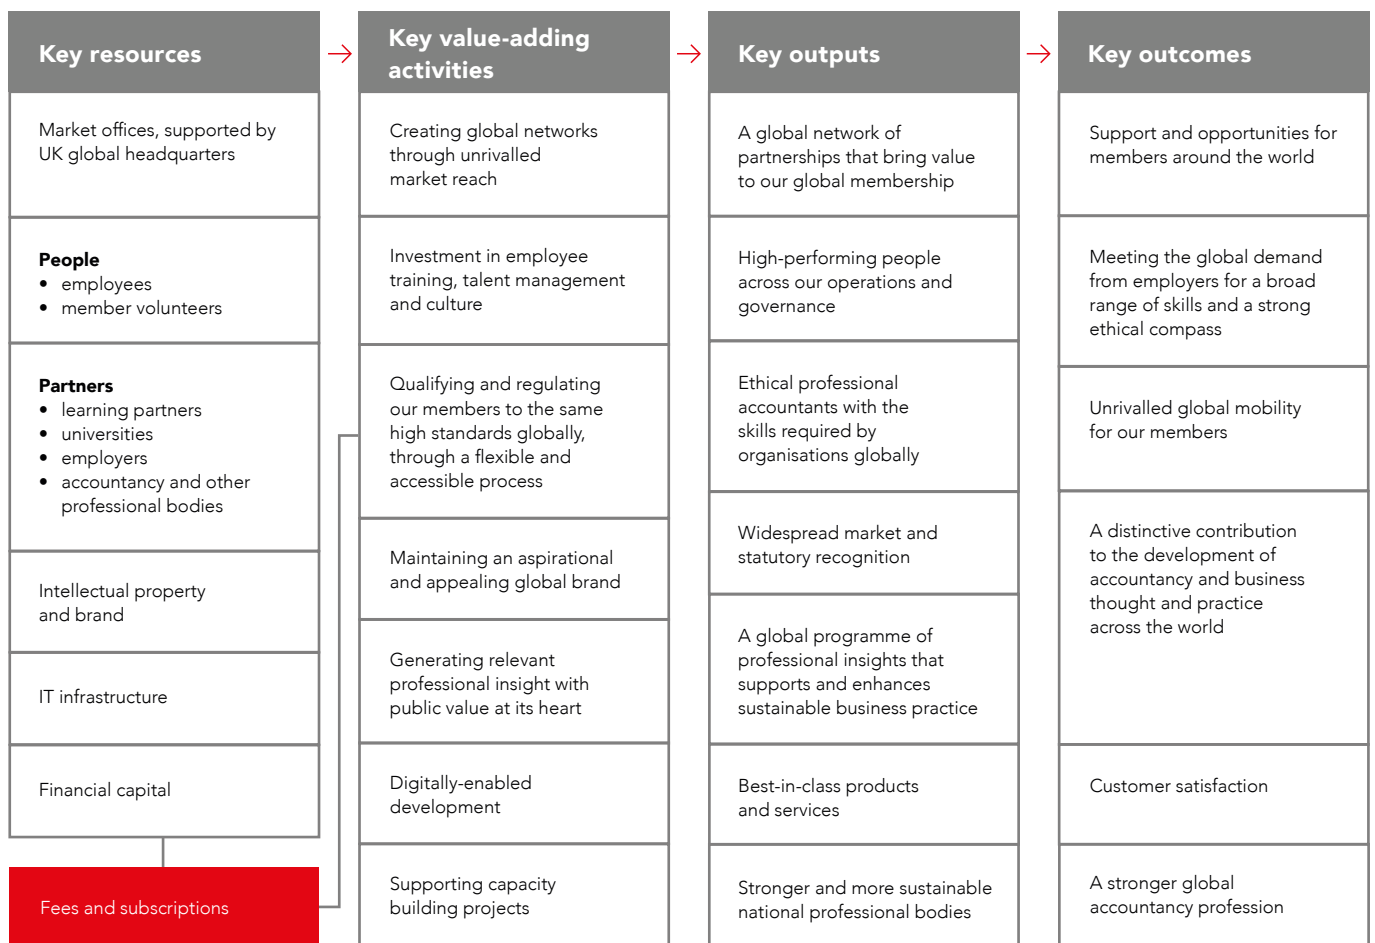 Key resources
Market offices, supported by
UK global headquarters
People
• employees
• member volunteers
Partners
• learning partners
• universities
• employers
• accountancy and other
professional bodies
Intellectual property
and brand
IT infrastructure
Financial capital
Fees and subscriptions
Key value-adding
activities
Creating global networks
through unrivalled
market reach
Investment in employee
training, talent management
and culture
Qualifying and regulating
our members to the same
high standards globally,
through a flexible and
accessible process
Maintaining an aspirational
and appealing global brand
Generating relevant
professional insight with
public value at its heart
Digitally-enabled
development
Supporting capacity
building projects
Key outputs
A global network of
partnerships that bring value
to our global membership
High-performing people
across our operations and
governance
Ethical professional
accountants with the
skills required by
organisations globally
Widespread market and
statutory recognition
A global programme of
professional insights that
supports and enhances
sustainable business practice
Best-in-class products
and services
Stronger and more sustainable
national professional bodies
Key outcomes
Support and opportunities for
members around the world
Meeting the global demand
from employers for a broad
range of skills and a strong
ethical compass
Unrivalled global mobility
for our members
A distinctive contribution
to the development of
accountancy and business
thought and practice
across the world
Customer satisfaction
A stronger global
accountancy profession